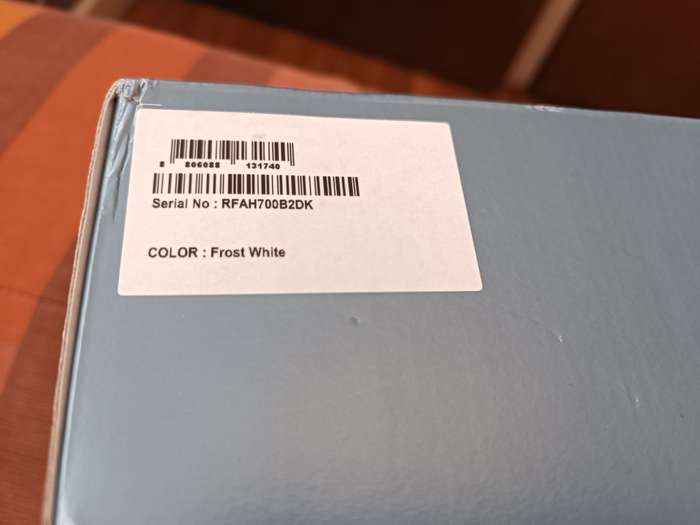 8 806088 131740
Serial No : RFAH700B2DK
COLOR : Frost White